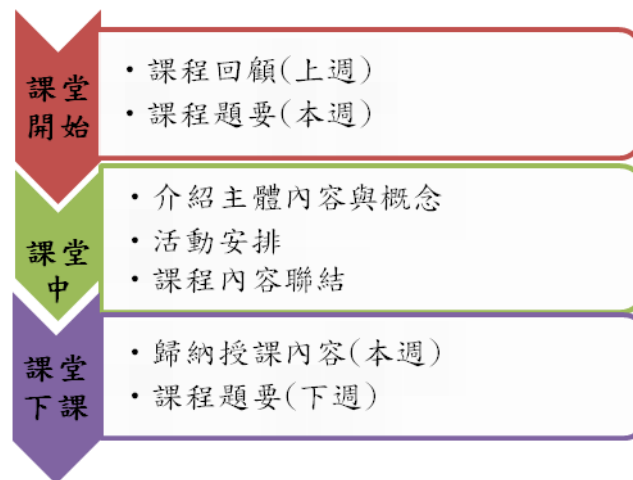 課堂
開始
・課程回顧(上週)
・課程題要(本週)
課堂
中
・介紹主體內容與概念
・活動安排
・課程內容聯結
課堂
下課
・歸納授課內容(本週)
・課程題要(下週)